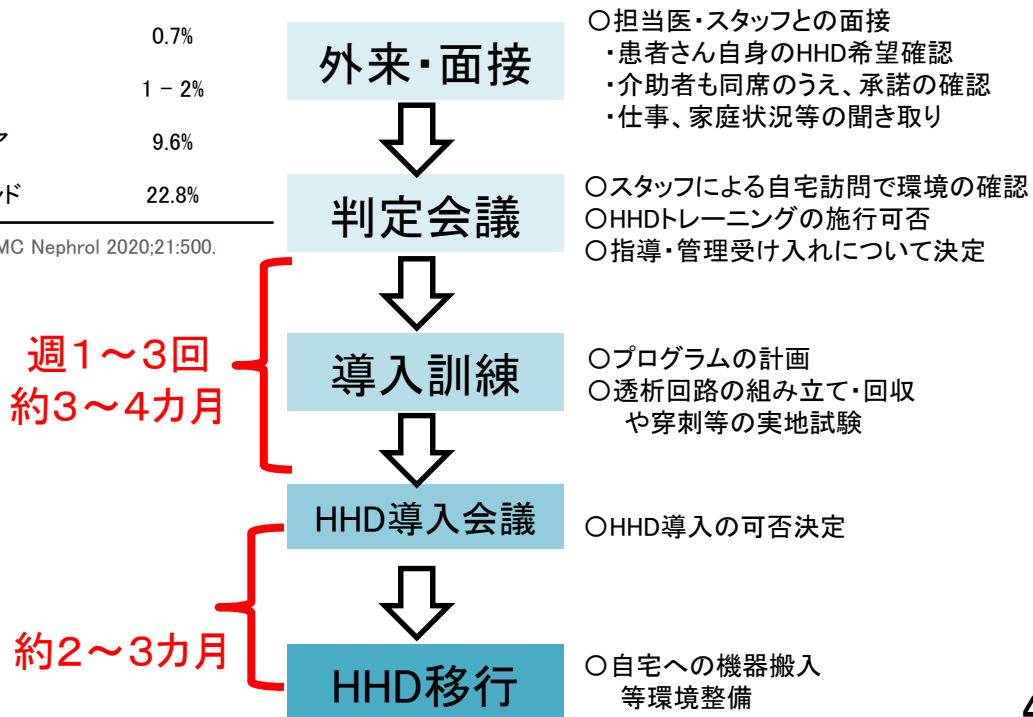 0.7%
1 – 2%
ア
9.6%
ンド
22.8%
MC Nephrol 2020;21:500.
外来・面接
○担当医・スタッフとの面接
・患者さん自身のHHD希望確認
・介助者も同席のうえ、承諾の確認
・仕事、家庭状況等の聞き取り
判定会議
○スタッフによる自宅訪問で環境の確認
○HHDトレーニングの施行可否
○指導・管理受け入れについて決定
週1～3回
約3～4カ月
導入訓練
○プログラムの計画
○透析回路の組み立て・回収
や穿刺等の実地試験
HHD導入会議
○HHD導入の可否決定
約2～3カ月
HHD移行
○自宅への機器搬入
等環境整備